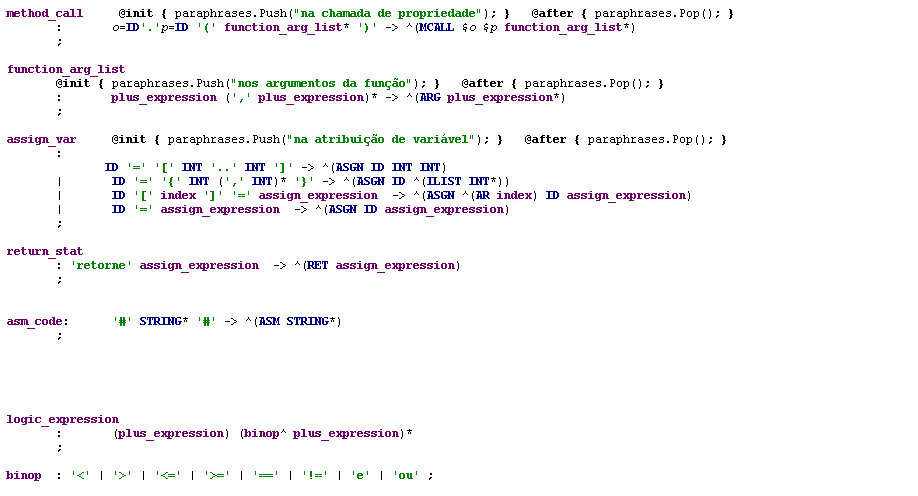 method_call     @init { paraphrases.Push("na chamada de propriedade"); }   @after { paraphrases.Pop(); }
       :       o=ID'.'p=ID '(' function_arg_list* ')' -> ^(MCALL $o $p function_arg_list*)
       ;
function_arg_list
       @init { paraphrases.Push("nos argumentos da função"); }   @after { paraphrases.Pop(); }
       :       plus_expression (',' plus_expression)* -> ^(ARG plus_expression*)
       ;
assign_var     @init { paraphrases.Push("na atribuição de variável"); }   @after { paraphrases.Pop(); }
       :
              ID '=' '[' INT '..' INT ']' -> ^(ASGN ID INT INT)
       |       ID '=' '{' INT (',' INT)* '}' -> ^(ASGN ID ^(ILIST INT*))
       |       ID '[' index ']' '=' assign_expression  -> ^(ASGN ^(AR index) ID assign_expression)
       |       ID '=' assign_expression  -> ^(ASGN ID assign_expression)
       ;
return_stat
       : 'retorne' assign_expression  -> ^(RET assign_expression)
       ;
asm_code:      '#' STRING* '#' -> ^(ASM STRING*)
       ;
logic_expression
       :       (plus_expression) (binop^ plus_expression)*
       ;
binop  : '<' | '>' | '<=' | '>=' | '==' | '!=' | 'e' | 'ou' ;